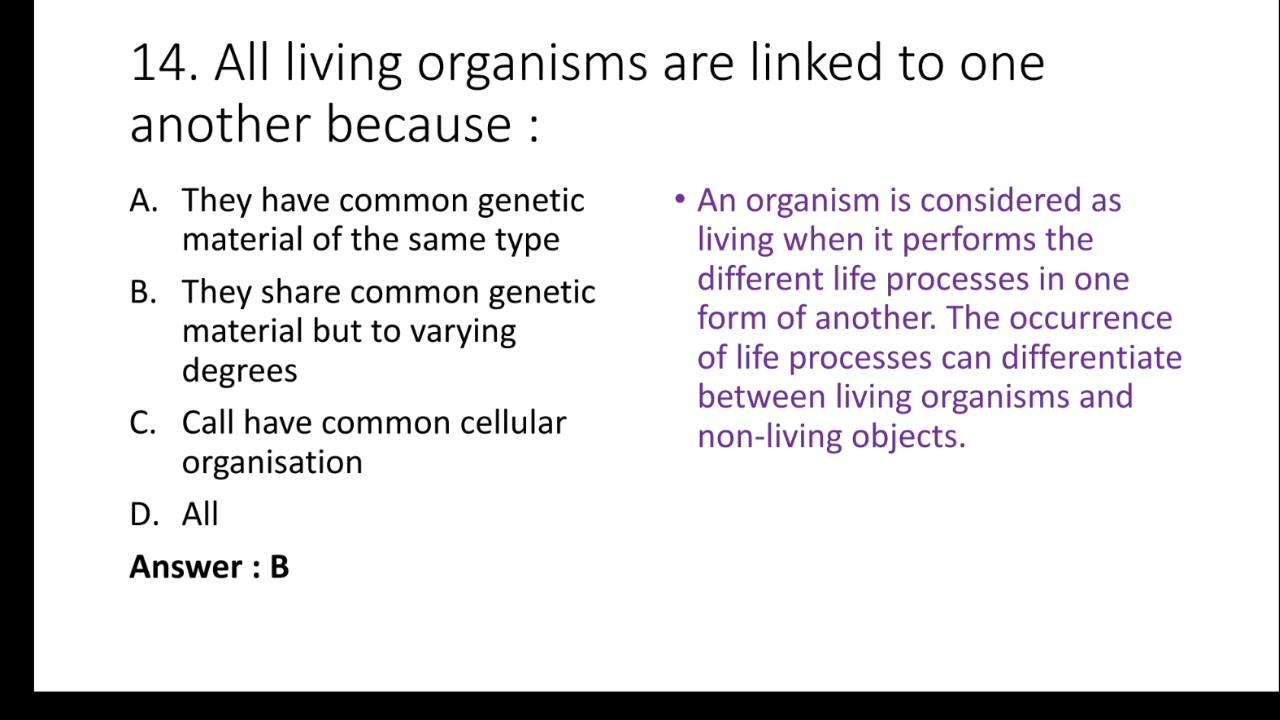 14. All living organisms are linked to one
another because :
A. They have common genetic
material of the same type
B. They share common genetic
material but to varying
degrees
C. Call have common cellular
organisation
D. All
Answer : B
• An organism is considered as
living when it performs the
different life processes in one
form of another. The occurrence
of life processes can differentiate
between living organisms and
non-living objects.